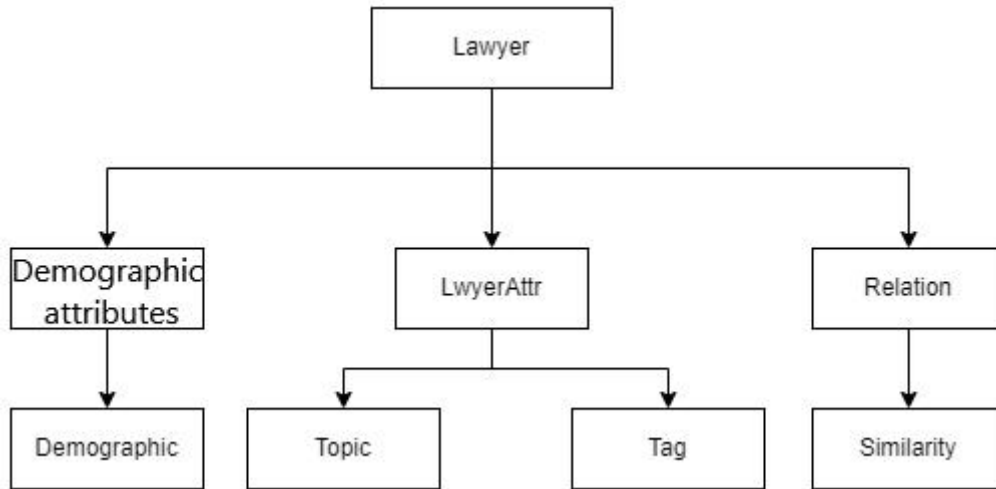 Lawyer
Demographic
attributes
LwyerAttr
Relation
Demographic
Topic
Tag
Similarity